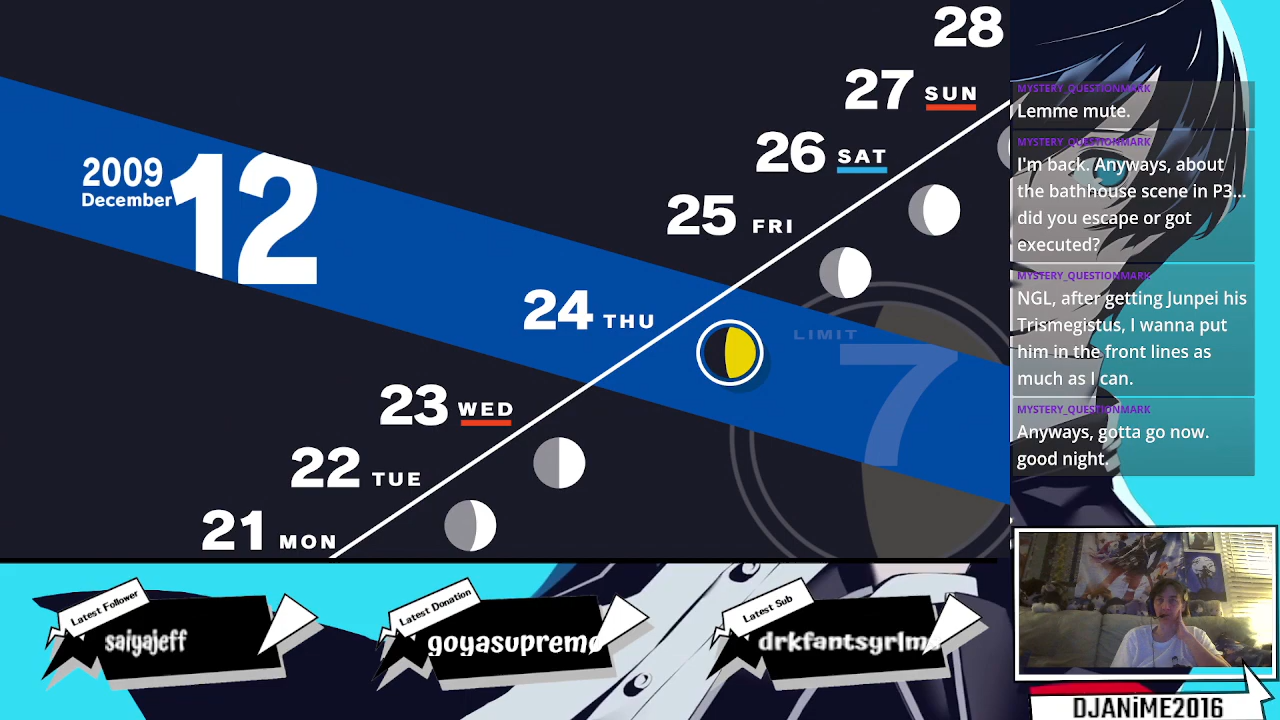 28
27 SUN
26 SAT
25 FRI
2009
December
12
24 THU
LIMIT
7
23 WED
22 TUE
21 MON
MYSTERY_QUESTIONMARK
Lemme mute.
MYSTERY_QUESTIONMARK
I'm back. Anyways, about
the bathhouse scene in P3...
did you escape or got
executed?
MYSTERY_QUESTIONMARK
NGL, after getting Junpei his
Trismegistus, I wanna put
him in the front lines as
much as I can.
MYSTERY_QUESTIONMARK
Anyways, gotta go now.
good night.
Latest Follower
saiyajeff
Latest Donation
goyasupreme
Latest Sub
drkfantsyrlm
DJANiME2016